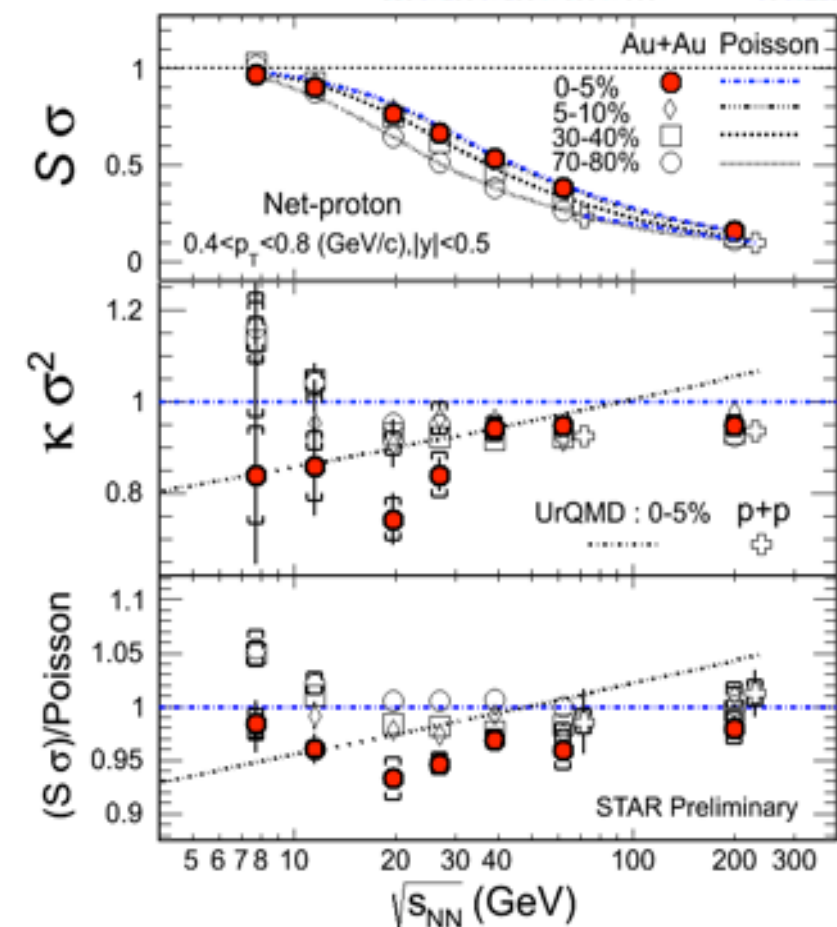 Au+Au Poisson
0-5%
5-10%
30-40%
70-80%
S σ
1
0.5
0
Net-proton
0.4<pT<0.8 (GeV/c),|y|<0.5
κ σ²
1.2
1
0.8
UrQMD : 0-5% p+p
(S σ)/Poisson
1.1
1.05
1
0.95
0.9
STAR Preliminary
5 6 7 8 10 20 30 40 100 200 300
√sNN (GeV)